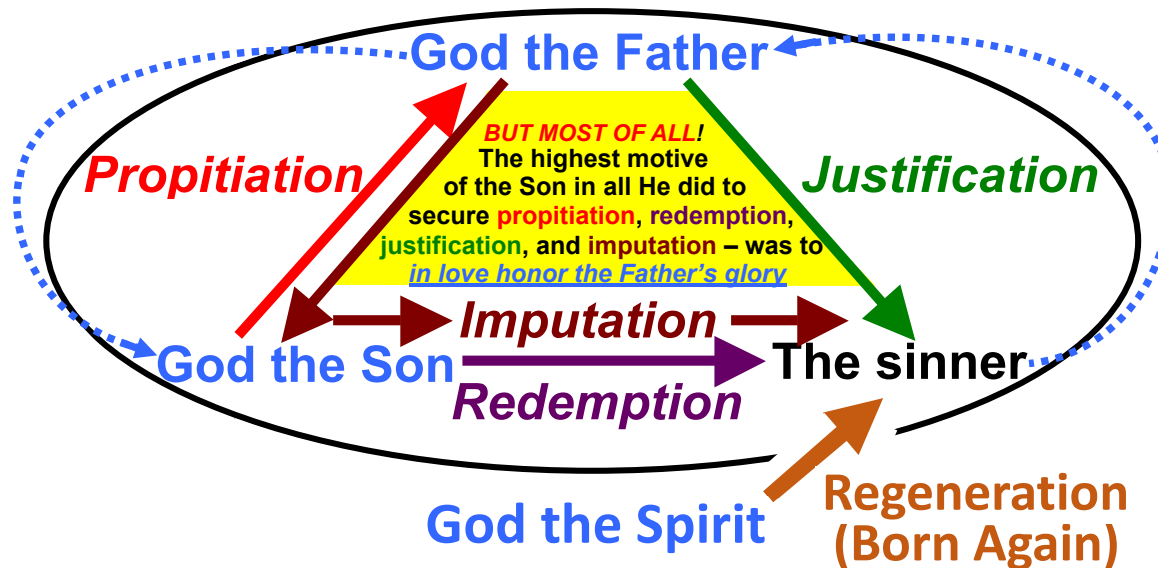 God the Father
Propitiation
BUT MOST OF ALL!
The highest motive
of the Son in all He did to
secure propitiation, redemption,
justification, and imputation – was to
in love honor the Father's glory
Justification
Imputation
God the Son
The sinner
Redemption
God the Spirit
Regeneration
(Born Again)